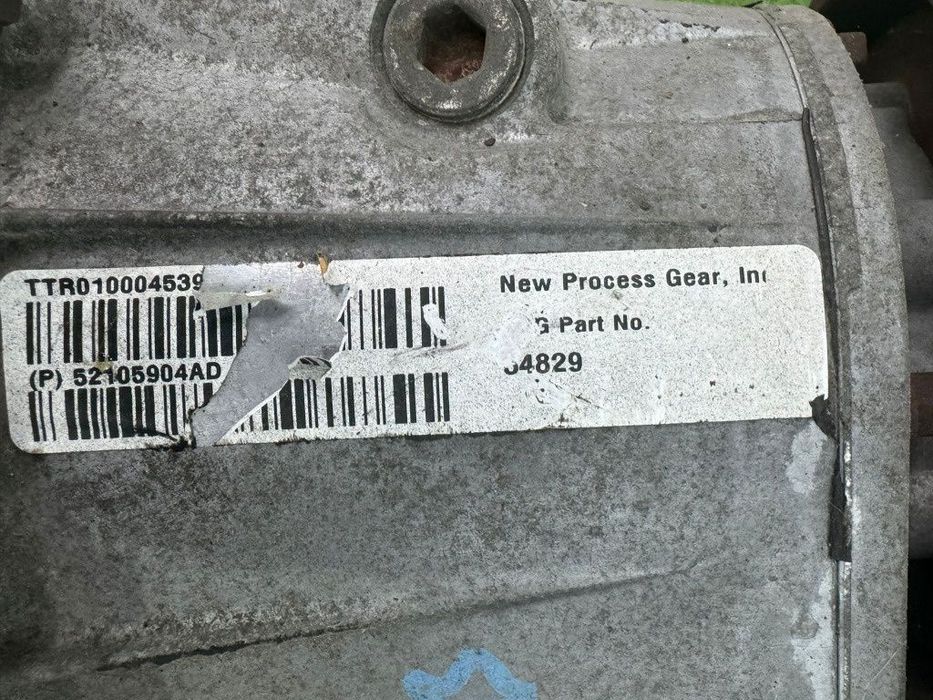 TTR010004539
(P) 52105904AD
New Process Gear, Inc
G Part No.
4829